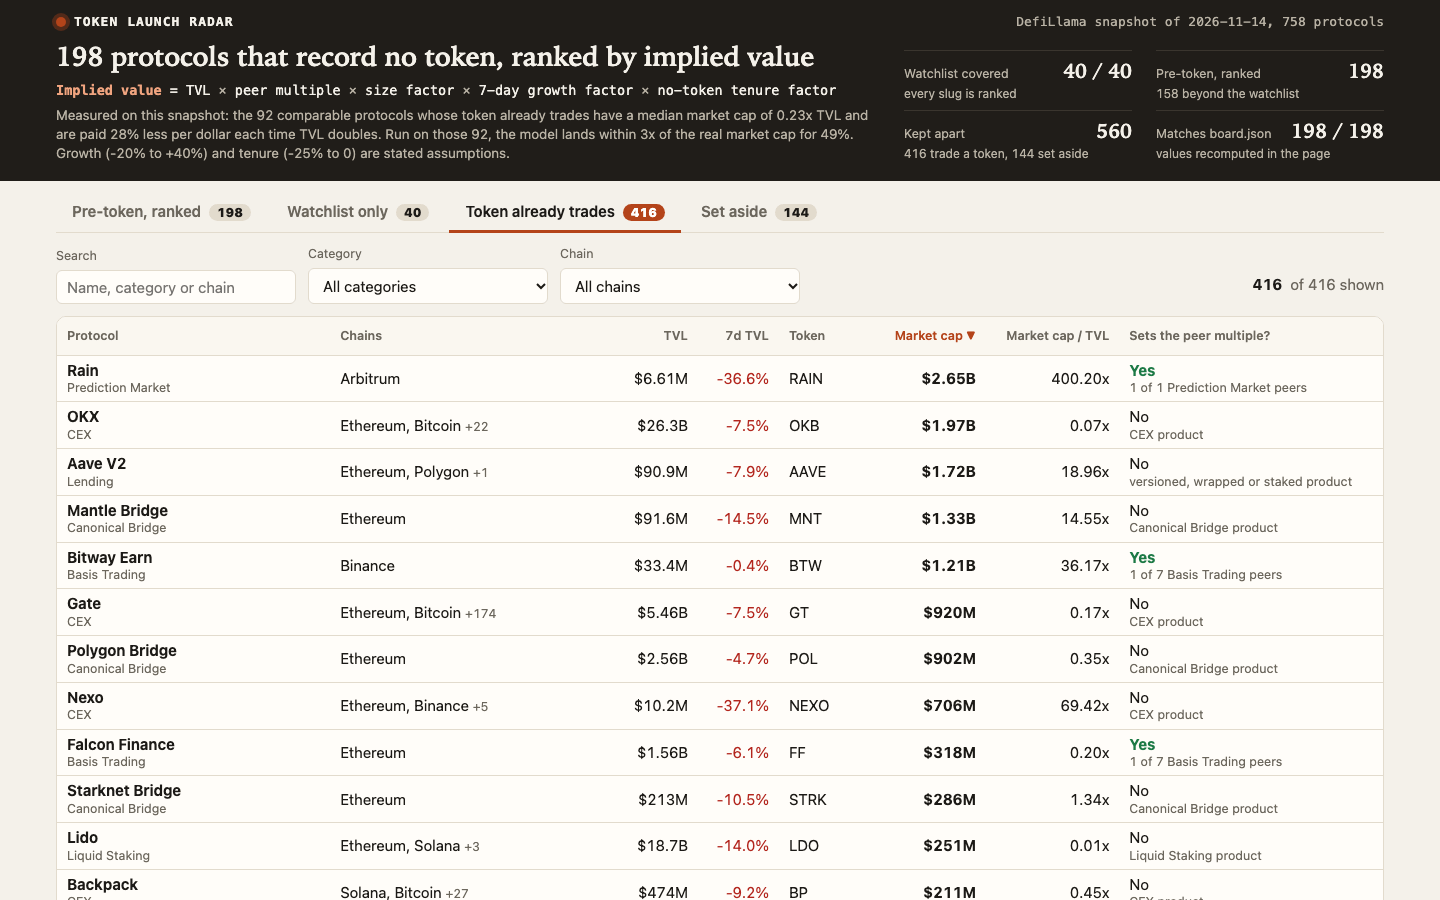 TOKEN LAUNCH RADAR
DefiLlama snapshot of 2026-11-14, 758 protocols
198 protocols that record no token, ranked by implied value
Implied value = TVL × peer multiple × size factor × 7-day growth factor × no-token tenure factor
Measured on this snapshot: the 92 comparable protocols whose token already trades have a median market cap of 0.23x TVL and
are paid 28% less per dollar each time TVL doubles. Run on those 92, the model lands within 3x of the real market cap for 49%.
Growth (-20% to +40%) and tenure (-25% to 0) are stated assumptions.
Watchlist covered 40 / 40
every slug is ranked
Pre-token, ranked 198
158 beyond the watchlist
Kept apart 560
416 trade a token, 144 set aside
Matches board.json 198 / 198
values recomputed in the page
Pre-token, ranked 198 Watchlist only 40 Token already trades 416 Set aside 144
Search Category Chain
Name, category or chain All categories All chains 416 of 416 shown
Protocol Chains TVL 7d TVL Token Market cap ▼ Market cap / TVL Sets the peer multiple?
Rain Arbitrum $6.61M -36.6% RAIN $2.65B 400.20x Yes
Prediction Market 1 of 1 Prediction Market peers
OKX Ethereum, Bitcoin +22 $26.3B -7.5% OKB $1.97B 0.07x No
CEX CEX product
Aave V2 Ethereum, Polygon +1 $90.9M -7.9% AAVE $1.72B 18.96x No
Lending versioned, wrapped or staked product
Mantle Bridge Ethereum $91.6M -14.5% MNT $1.33B 14.55x No
Canonical Bridge Canonical Bridge product
Bitway Earn Binance $33.4M -0.4% BTW $1.21B 36.17x Yes
Basis Trading 1 of 7 Basis Trading peers
Gate Ethereum, Bitcoin +174 $5.46B -7.5% GT $920M 0.17x No
CEX CEX product
Polygon Bridge Ethereum $2.56B -4.7% POL $902M 0.35x No
Canonical Bridge Canonical Bridge product
Nexo Ethereum, Binance +5 $10.2M -37.1% NEXO $706M 69.42x No
CEX CEX product
Falcon Finance Ethereum $1.56B -6.1% FF $318M 0.20x Yes
Basis Trading 1 of 7 Basis Trading peers
Starknet Bridge Ethereum $213M -10.5% STRK $286M 1.34x No
Canonical Bridge Canonical Bridge product
Lido Ethereum, Solana +3 $18.7B -14.0% LDO $251M 0.01x No
Liquid Staking Liquid Staking product
Backpack Solana, Bitcoin +27 $474M -9.2% BP $211M 0.45x No